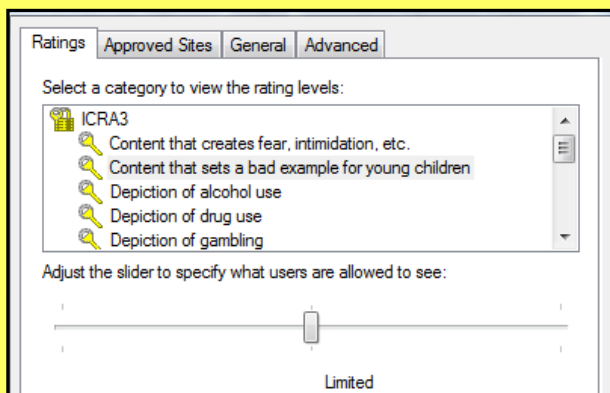 Ratings Approved Sites General Advanced
Select a category to view the rating levels:
ICRA3
Content that creates fear, intimidation, etc.
Content that sets a bad example for young children
Depiction of alcohol use
Depiction of drug use
Depiction of gambling
Adjust the slider to specify what users are allowed to see:
Limited